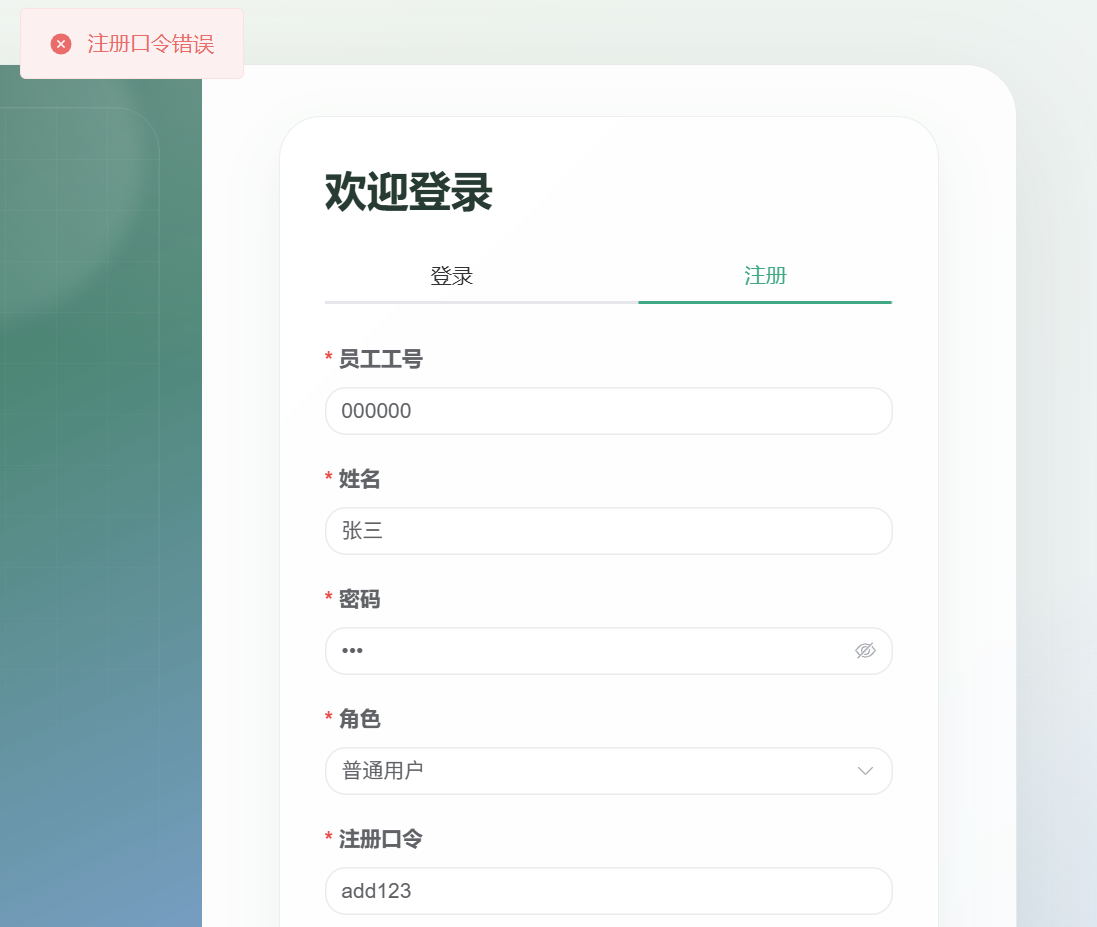 注册口令错误
欢迎登录
登录 注册
* 员工工号
000000
* 姓名
张三
* 密码
•••
* 角色
普通用户
* 注册口令
add123